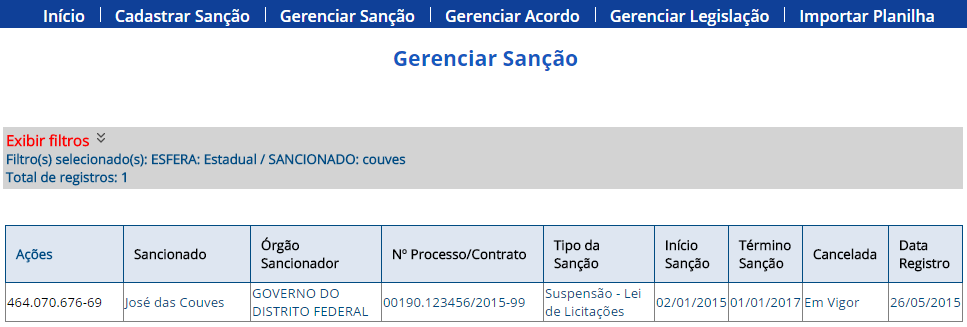 Início Cadastrar Sanção Gerenciar Sanção Gerenciar Acordo Gerenciar Legislação Importar Planilha
Gerenciar Sanção
Exibir filtros
Filtro(s) selecionado(s): ESFERA: Estadual / SANCIONADO: couves
Total de registros: 1
Ações Sancionado Órgão Sancionador Nº Processo/Contrato Tipo da Sanção Início Sanção Término Sanção Cancelada Data Registro
464.070.676-69 José das Couves GOVERNO DO DISTRITO FEDERAL 00190.123456/2015-99 Suspensão - Lei de Licitações 02/01/2015 01/01/2017 Em Vigor 26/05/2015